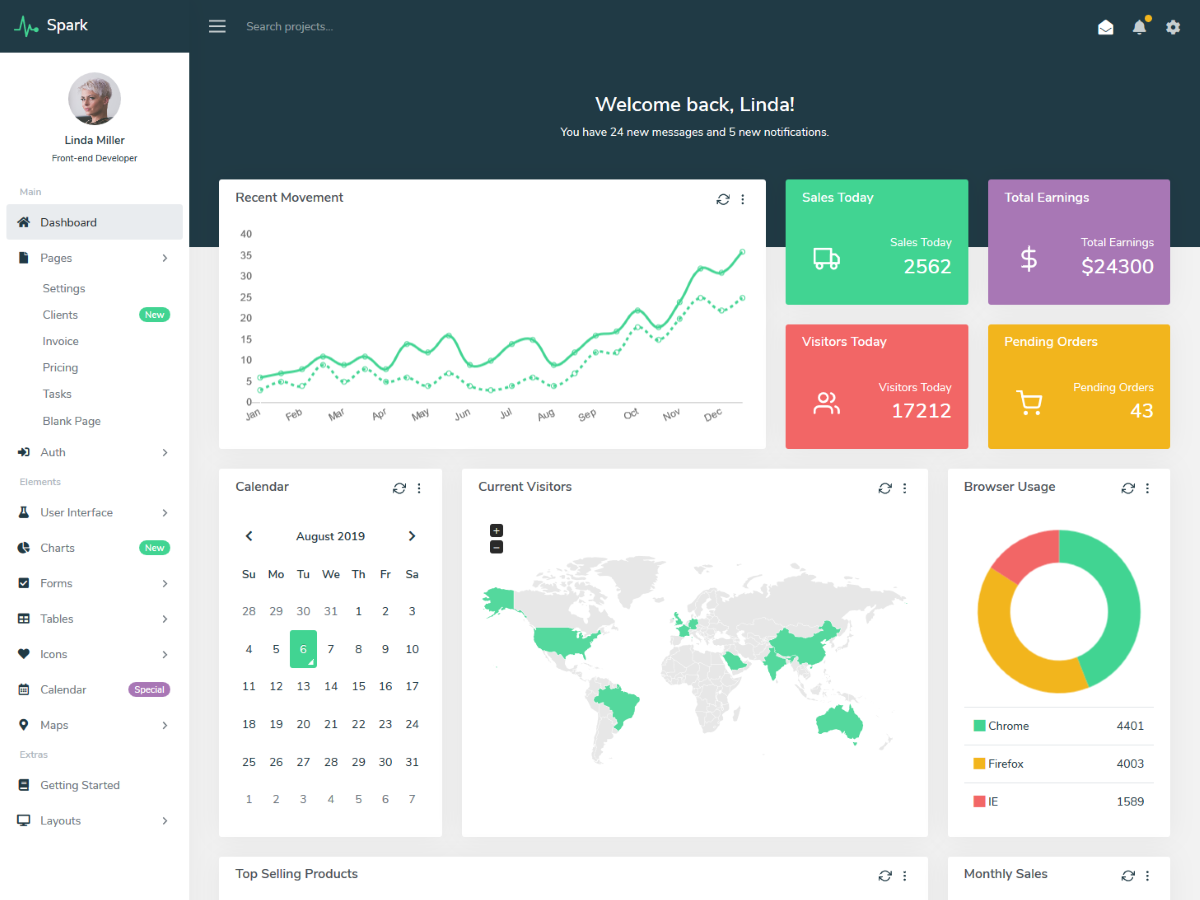 Spark
Search projects...
Linda Miller
Front-end Developer
Main
Dashboard
Pages
Settings
Clients New
Invoice
Pricing
Tasks
Blank Page
Auth
Elements
User Interface
Charts New
Forms
Tables
Icons
Calendar Special
Maps
Extras
Getting Started
Layouts
Welcome back, Linda!
You have 24 new messages and 5 new notifications.
Recent Movement
40
35
30
25
20
15
10
5
0
Jan Feb Mar Apr May Jun Jul Aug Sep Oct Nov Dec
Sales Today
Sales Today
2562
Total Earnings
Total Earnings
$24300
Visitors Today
Visitors Today
17212
Pending Orders
Pending Orders
43
Calendar
August 2019
Su Mo Tu We Th Fr Sa
28 29 30 31 1 2 3
4 5 6 7 8 9 10
11 12 13 14 15 16 17
18 19 20 21 22 23 24
25 26 27 28 29 30 31
1 2 3 4 5 6 7
Current Visitors
+
−
Browser Usage
Chrome 4401
Firefox 4003
IE 1589
Top Selling Products
Monthly Sales